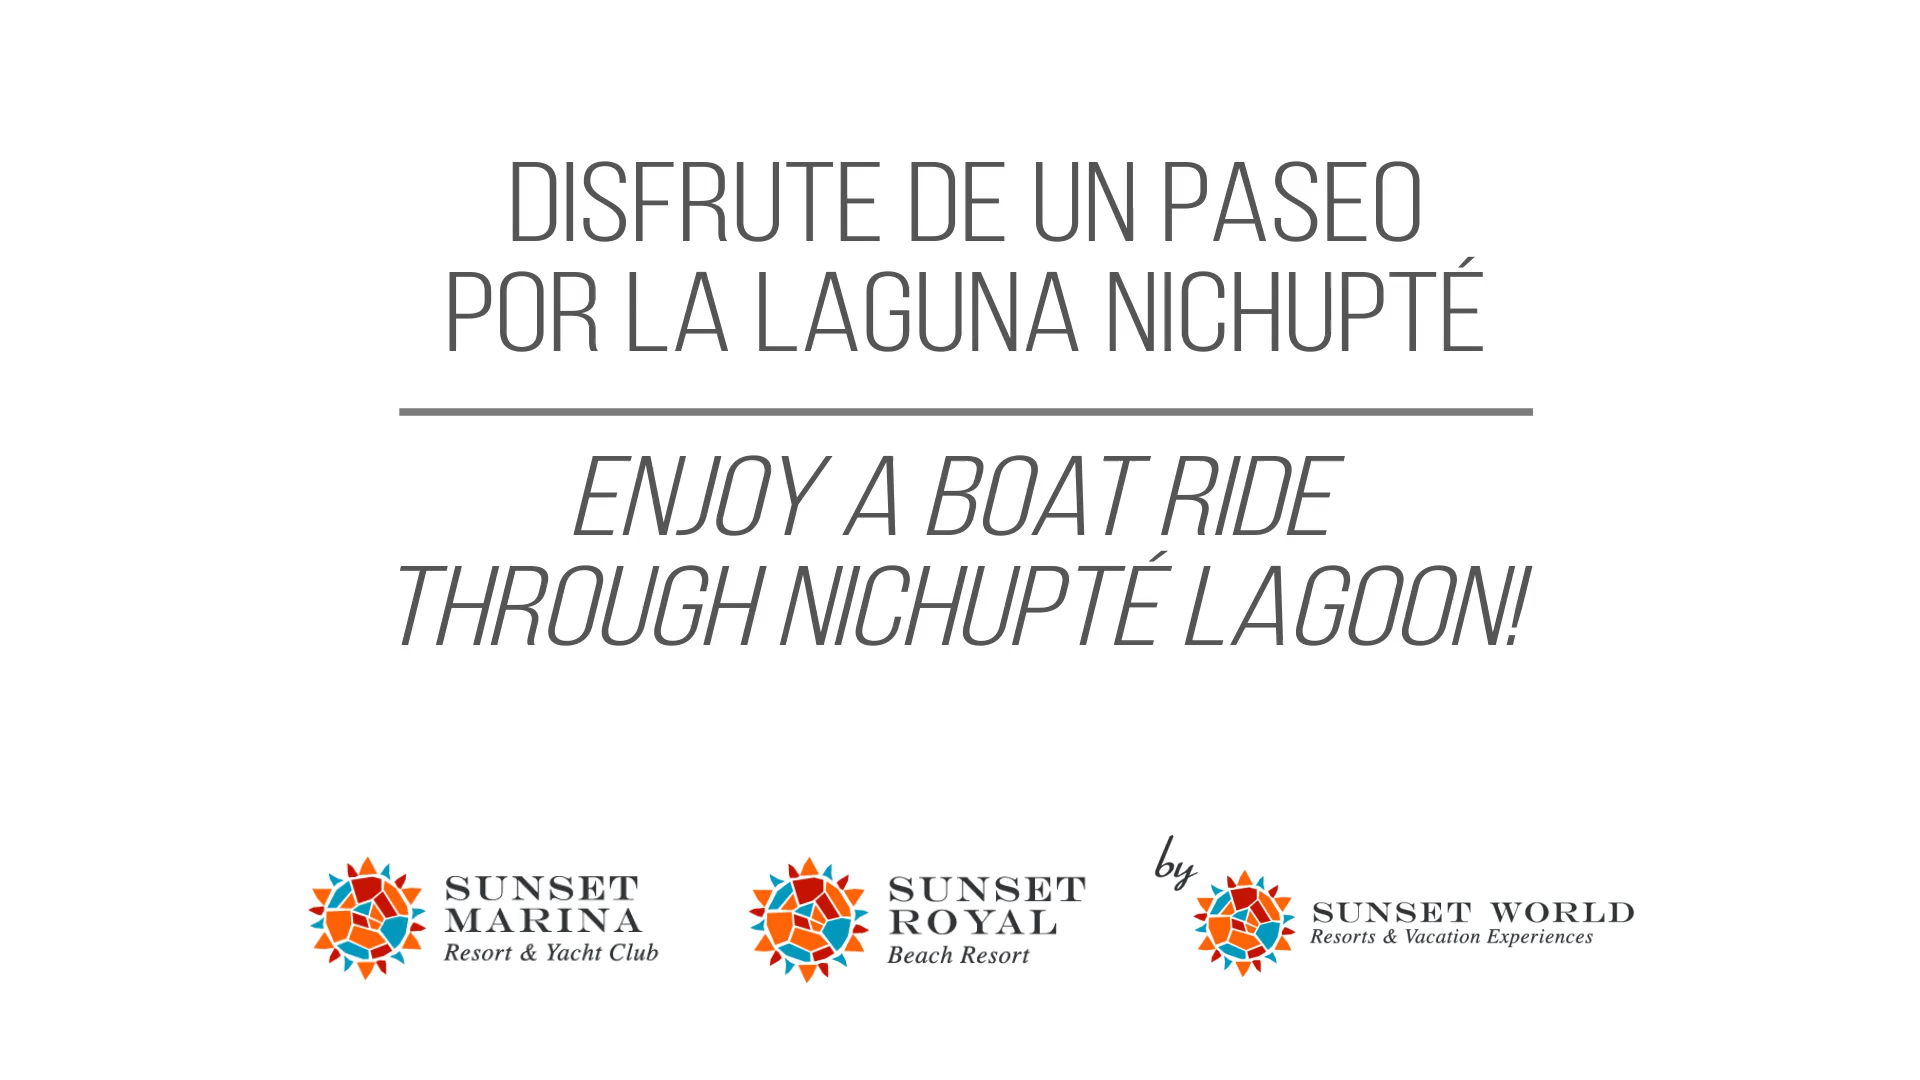 DISFRUTE DE UN PASEO
POR LA LAGUNA NICHUPTÉ
ENJOY A BOAT RIDE
THROUGH NICHUPTÉ LAGOON!
SUNSET
MARINA
Resort & Yacht Club
SUNSET
ROYAL
Beach Resort
by
SUNSET WORLD
Resorts & Vacation Experiences